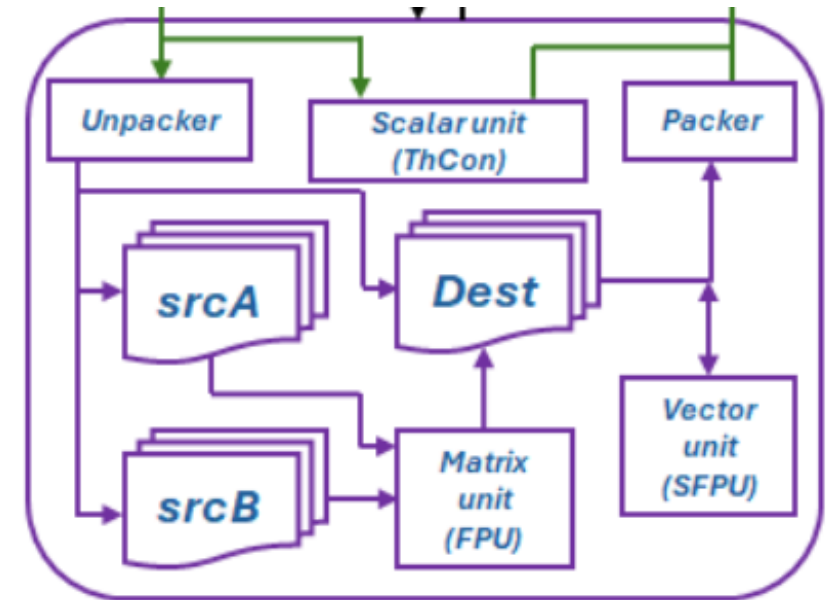 Unpacker
Scalar unit
(ThCon)
Packer
srcA
Dest
srcB
Matrix
unit
(FPU)
Vector
unit
(SFPU)